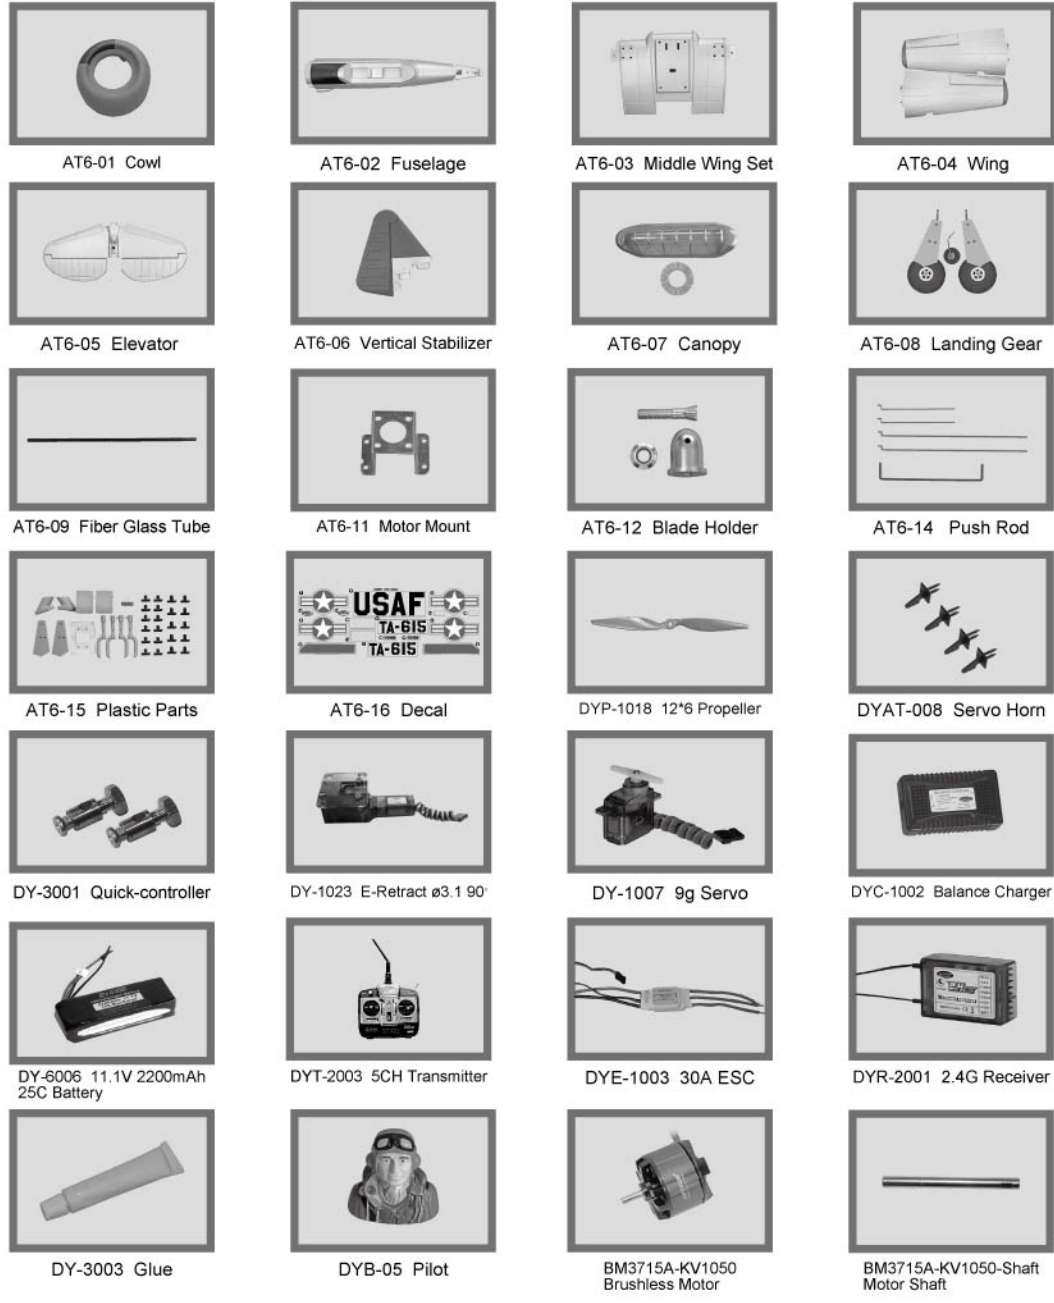 AT6-01 Cowl
AT6-02 Fuselage
AT6-03 Middle Wing Set
AT6-04 Wing
AT6-05 Elevator
AT6-06 Vertical Stabilizer
AT6-07 Canopy
AT6-08 Landing Gear
AT6-09 Fiber Glass Tube
AT6-11 Motor Mount
AT6-12 Blade Holder
AT6-14 Push Rod
USAF
TA-615
TA-615
AT6-15 Plastic Parts
AT6-16 Decal
DYP-1018 12*6 Propeller
DYAT-008 Servo Horn
DY-3001 Quick-controller
DY-1023 E-Retract ø3.1 90°
DY-1007 9g Servo
DYC-1002 Balance Charger
DY-6006 11.1V 2200mAh
25C Battery
DYT-2003 5CH Transmitter
DYE-1003 30A ESC
DYR-2001 2.4G Receiver
DY-3003 Glue
DYB-05 Pilot
BM3715A-KV1050
Brushless Motor
BM3715A-KV1050-Shaft
Motor Shaft